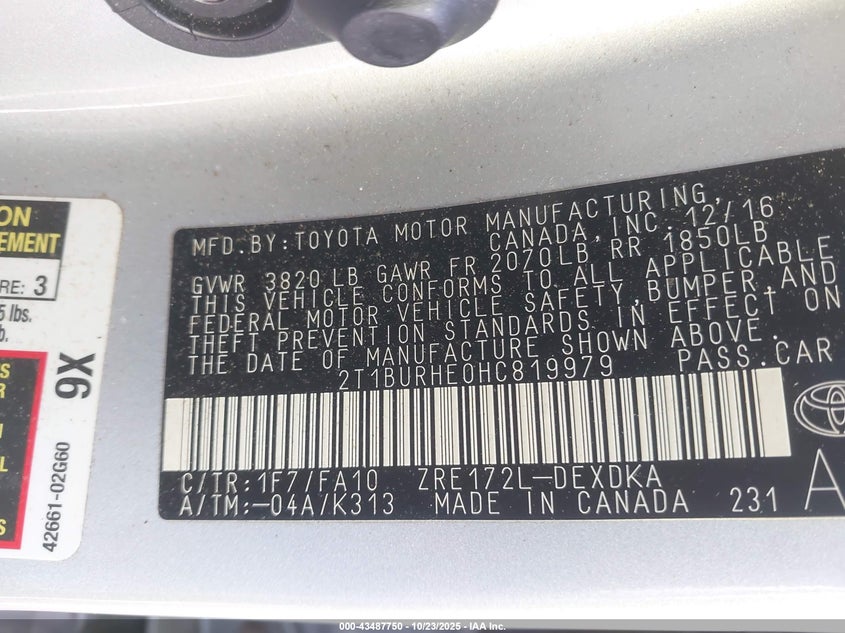 ON
EMENT
RE: 3
5 lbs.
b.
S
R
N
L
S
9X
42661-02G60
MFD. BY: TOYOTA MOTOR MANUFACTURING,
CANADA, INC. 12/16
GVWR 3820 LB GAWR FR 2070LB RR 1850LB
THIS VEHICLE CONFORMS TO ALL APPLICABLE
FEDERAL MOTOR VEHICLE SAFETY, BUMPER, AND
THEFT PREVENTION STANDARDS IN EFFECT ON
THE DATE OF MANUFACTURE SHOWN ABOVE.
2T1BURHE0HC819979 PASS. CAR
C/TR: 1F7/FA10 ZRE172L-DEXDKA
A/TM: -04A/K313 MADE IN CANADA 231
A
000-43487750 - 10/23/2025 - IAA Inc.